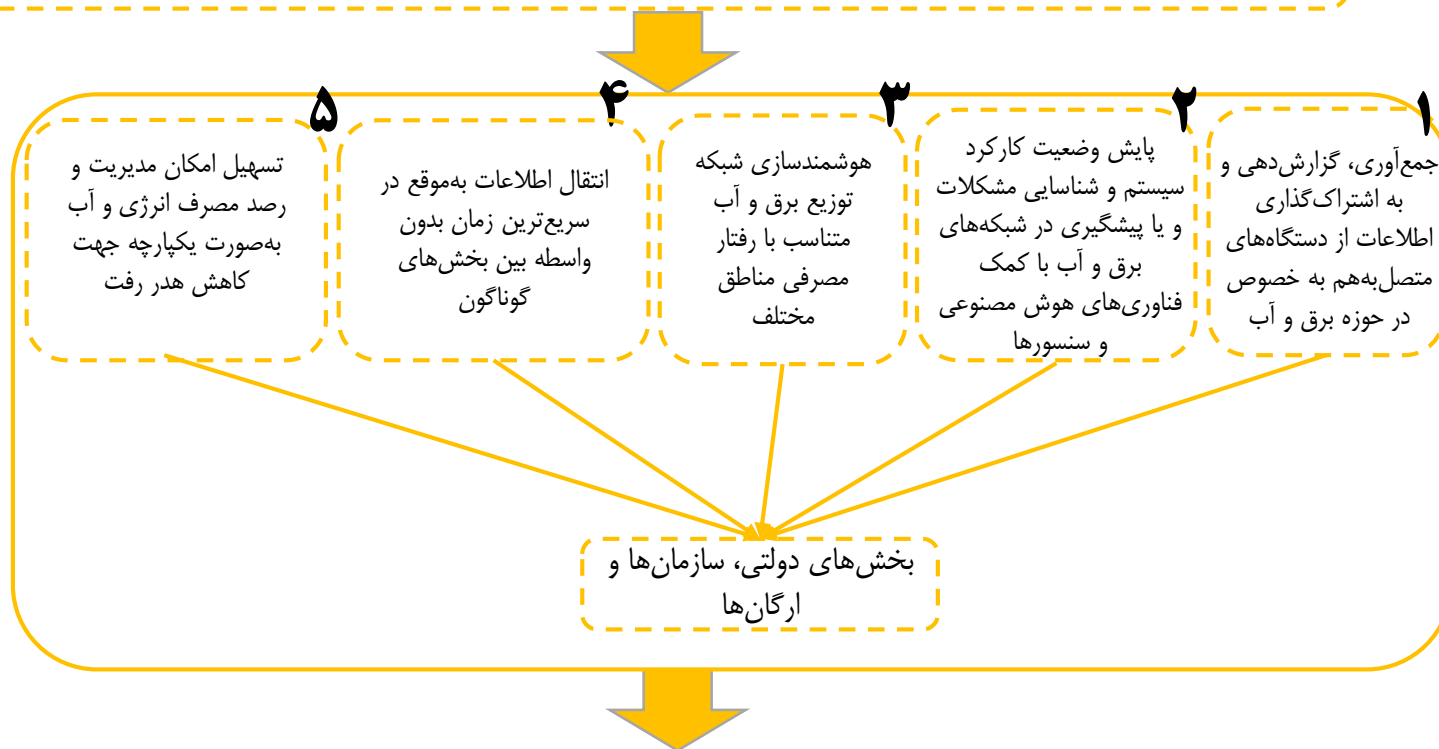 ۱
جمع‌آوری، گزارش‌دهی و
به اشتراک‌گذاری
اطلاعات از دستگاه‌های
متصل‌به‌هم به خصوص
در حوزه برق و آب
۲
پایش وضعیت کارکرد
سیستم و شناسایی مشکلات
و یا پیشگیری در شبکه‌های
برق و آب با کمک
فناوری‌های هوش مصنوعی
و سنسورها
۳
هوشمندسازی شبکه
توزیع برق و آب
متناسب با رفتار
مصرفی مناطق
مختلف
۴
انتقال اطلاعات به‌موقع در
سریع‌ترین زمان بدون
واسطه بین بخش‌های
گوناگون
۵
تسهیل امکان مدیریت و
رصد مصرف انرژی و آب
به‌صورت یکپارچه جهت
کاهش هدر رفت
بخش‌های دولتی، سازمان‌ها و
ارگان‌ها